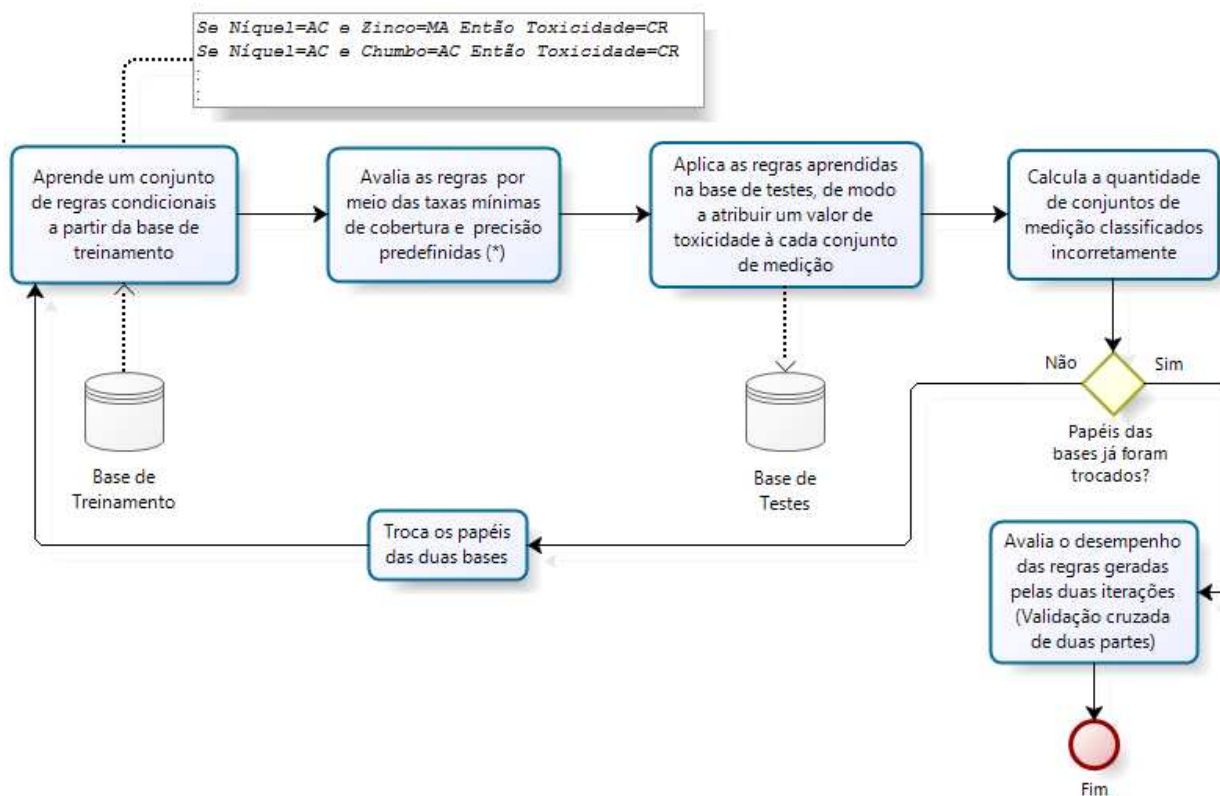 Se Níquel=AC e Zinco=MA Então Toxicidade=CR
Se Níquel=AC e Chumbo=AC Então Toxicidade=CR
:
:
Aprende um conjunto
de regras condicionais
a partir da base de
treinamento
Avalia as regras por
meio das taxas mínimas
de cobertura e precisão
predefinidas (*)
Aplica as regras aprendidas
na base de testes, de modo
a atribuir um valor de
toxicidade à cada conjunto
de medição
Calcula a quantidade
de conjuntos de
medição classificados
incorretamente
Não
Sim
Papéis das
bases já foram
trocados?
Base de
Treinamento
Base de
Testes
Troca os papéis
das duas bases
Avalia o desempenho
das regras geradas
pelas duas iterações
(Validação cruzada
de duas partes)
Fim